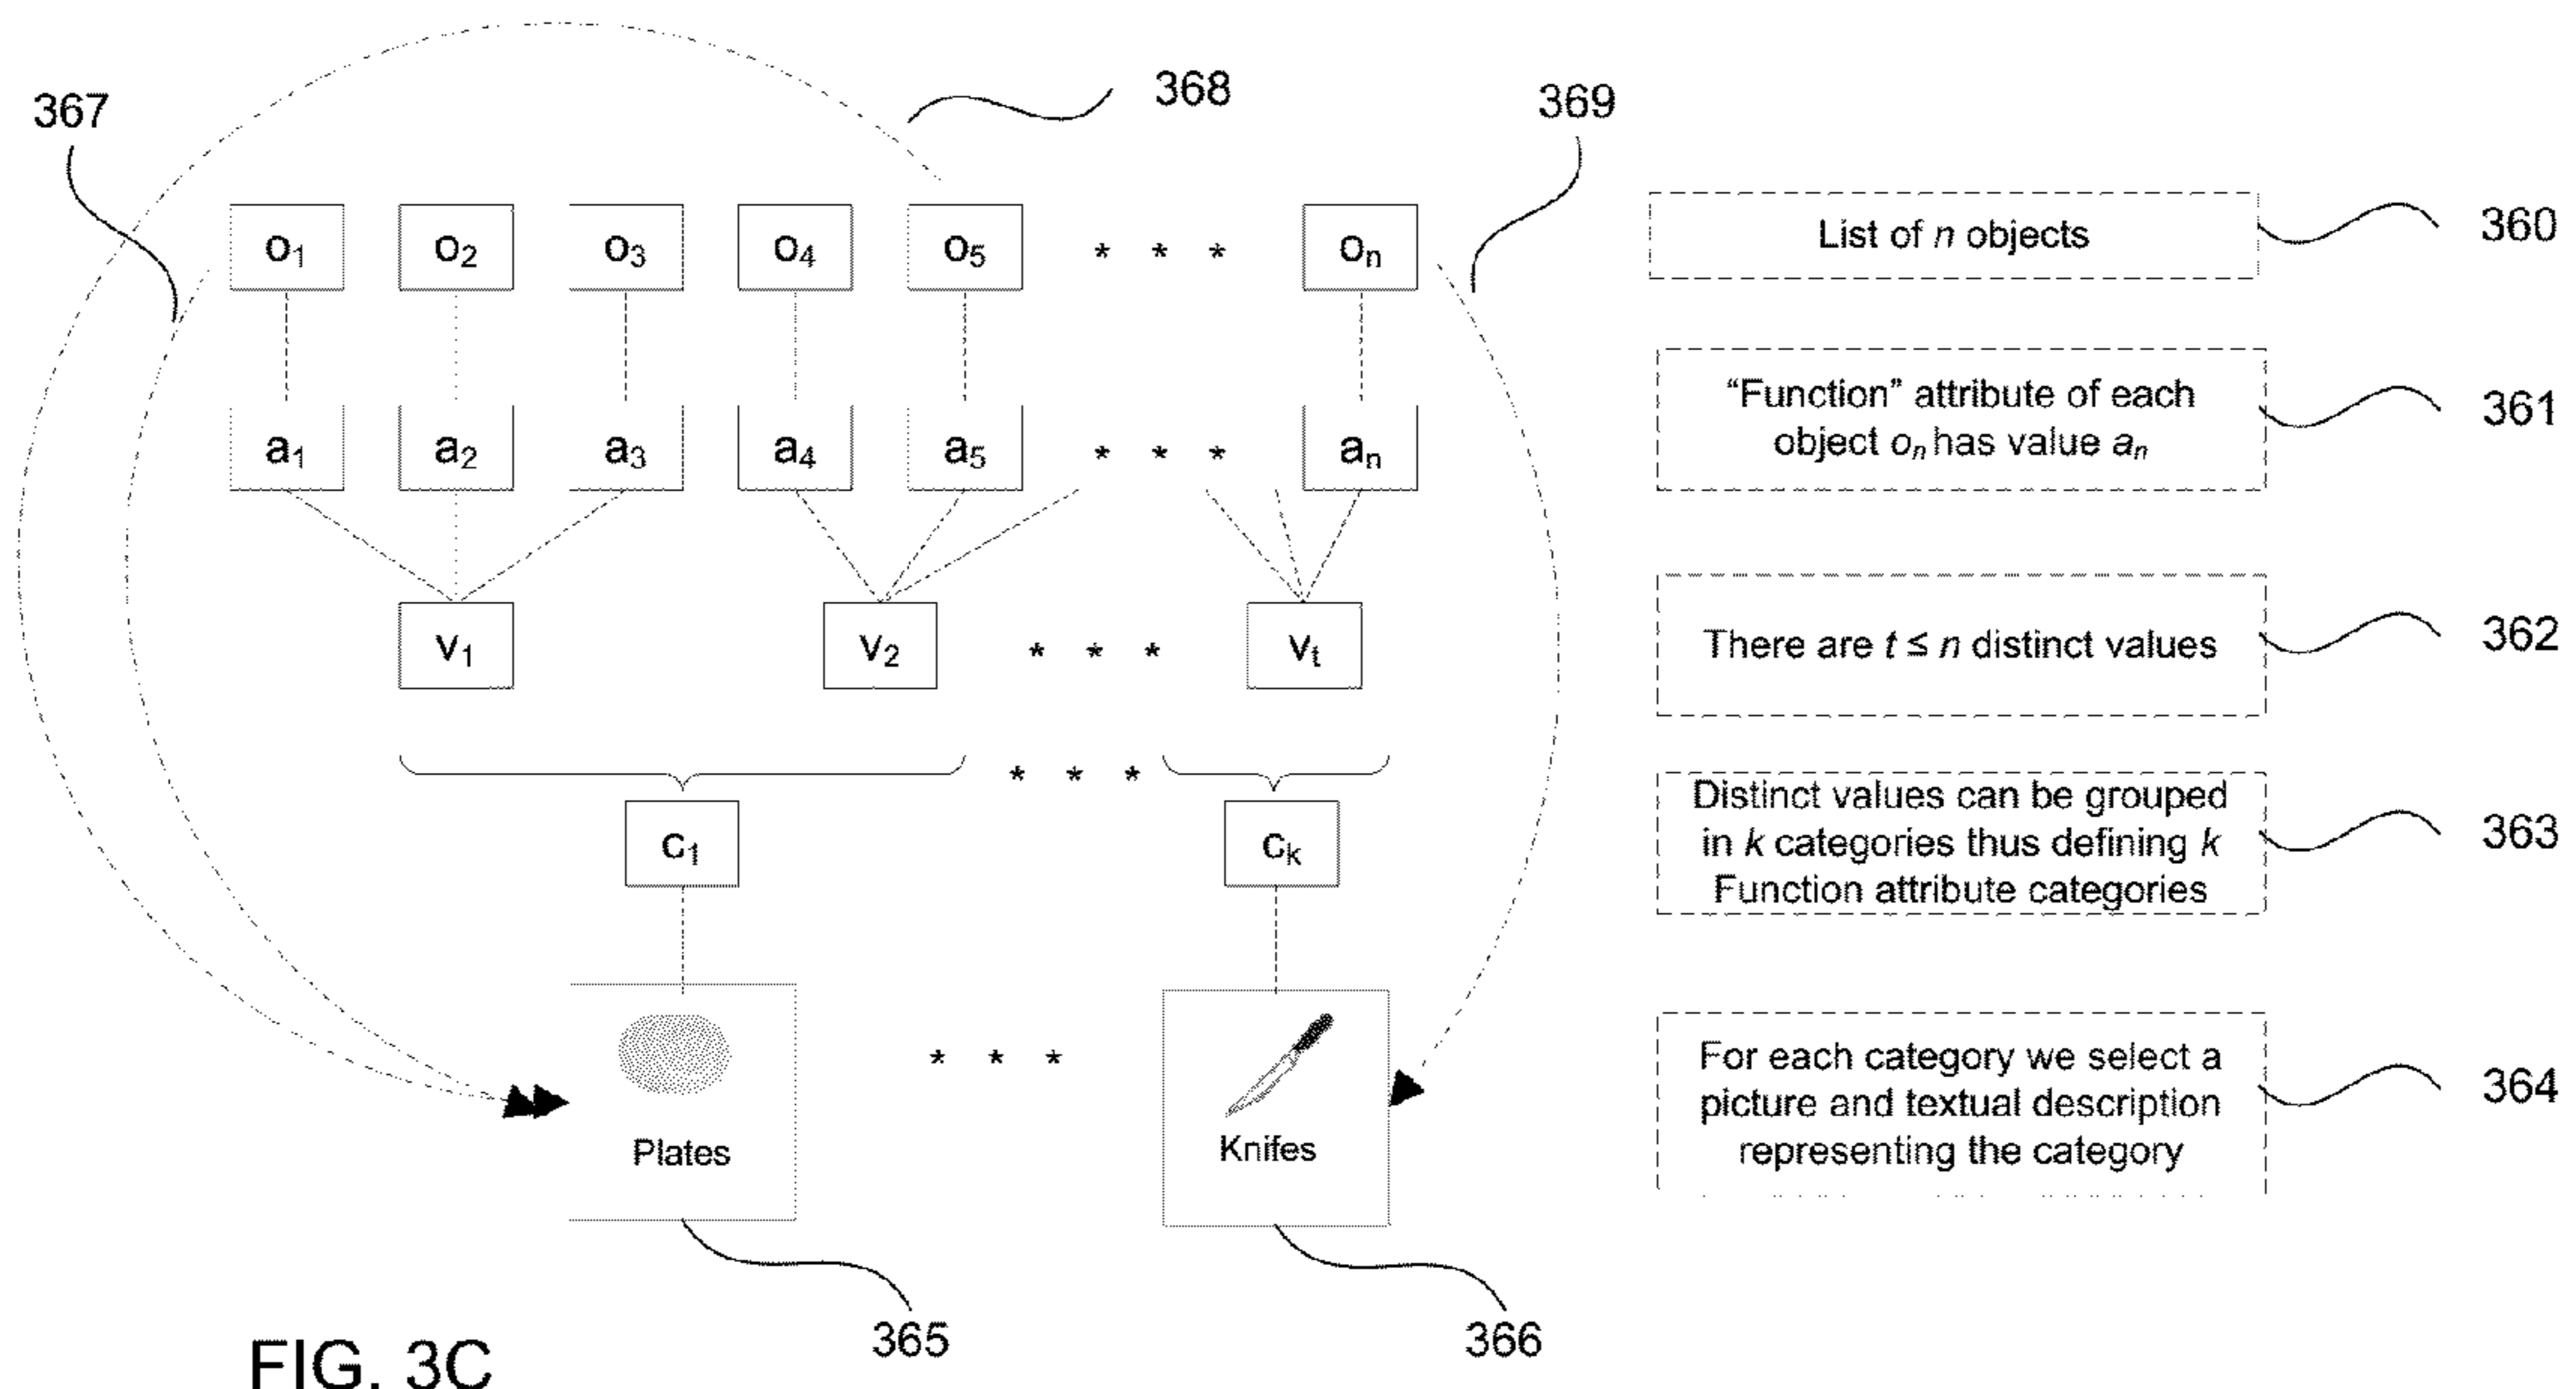 367
368
369
o₁ o₂ o₃ o₄ o₅ * * * oₙ
List of n objects
360
a₁ a₂ a₃ a₄ a₅ * * * aₙ
“Function” attribute of each
object oₙ has value aₙ
361
v₁ v₂ * * * vₜ
There are t ≤ n distinct values
362
* * *
c₁ cₖ
Distinct values can be grouped
in k categories thus defining k
Function attribute categories
363
* * *
Plates
Knifes
For each category we select a
picture and textual description
representing the category
364
365
366
FIG. 3C